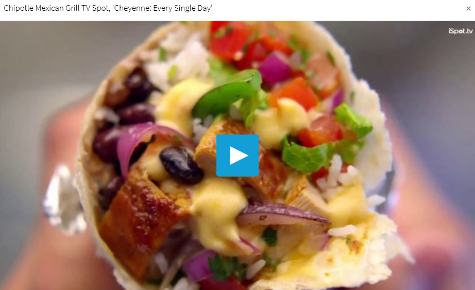 Chipotle Mexican Grill TV Spot, 'Cheyenne: Every Single Day'
iSpot.tv